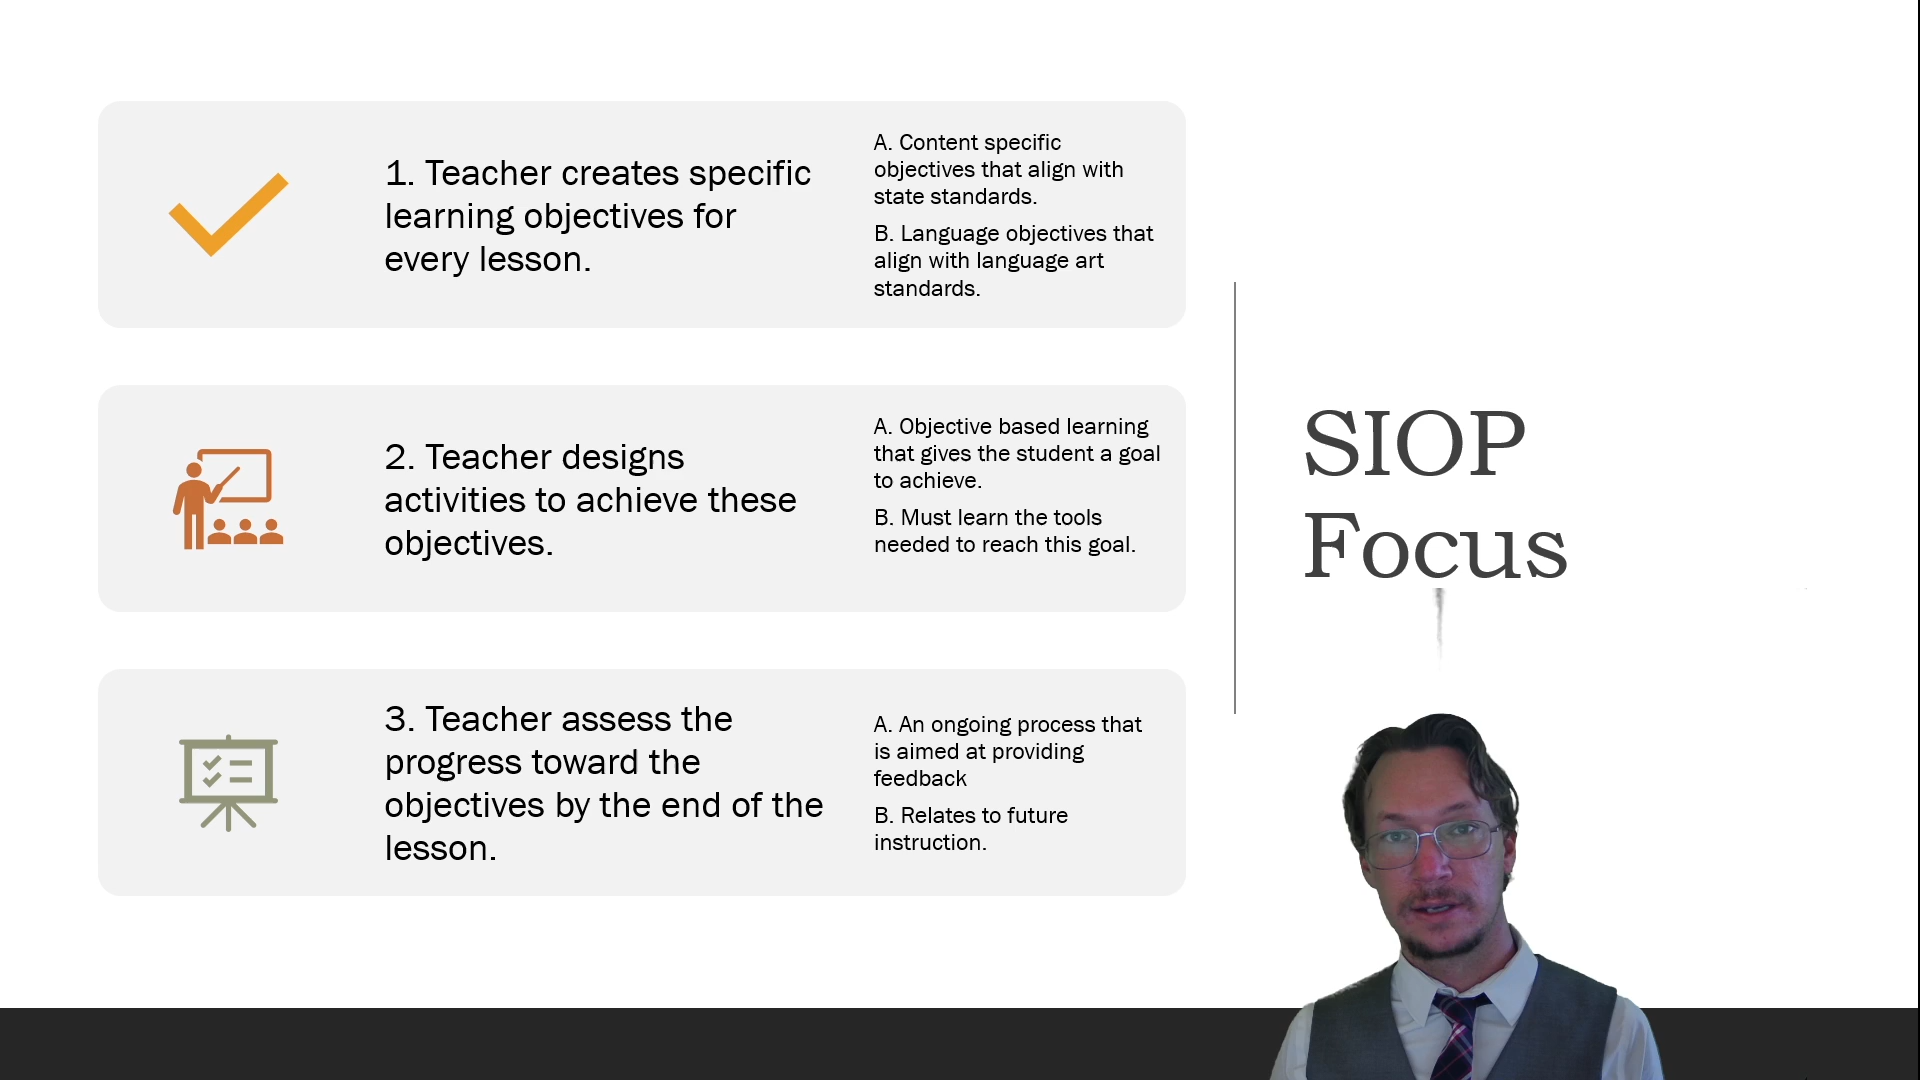 1. Teacher creates specific
learning objectives for
every lesson.
A. Content specific
objectives that align with
state standards.
B. Language objectives that
align with language art
standards.
2. Teacher designs
activities to achieve these
objectives.
A. Objective based learning
that gives the student a goal
to achieve.
B. Must learn the tools
needed to reach this goal.
3. Teacher assess the
progress toward the
objectives by the end of the
lesson.
A. An ongoing process that
is aimed at providing
feedback
B. Relates to future
instruction.
SIOP
Focus